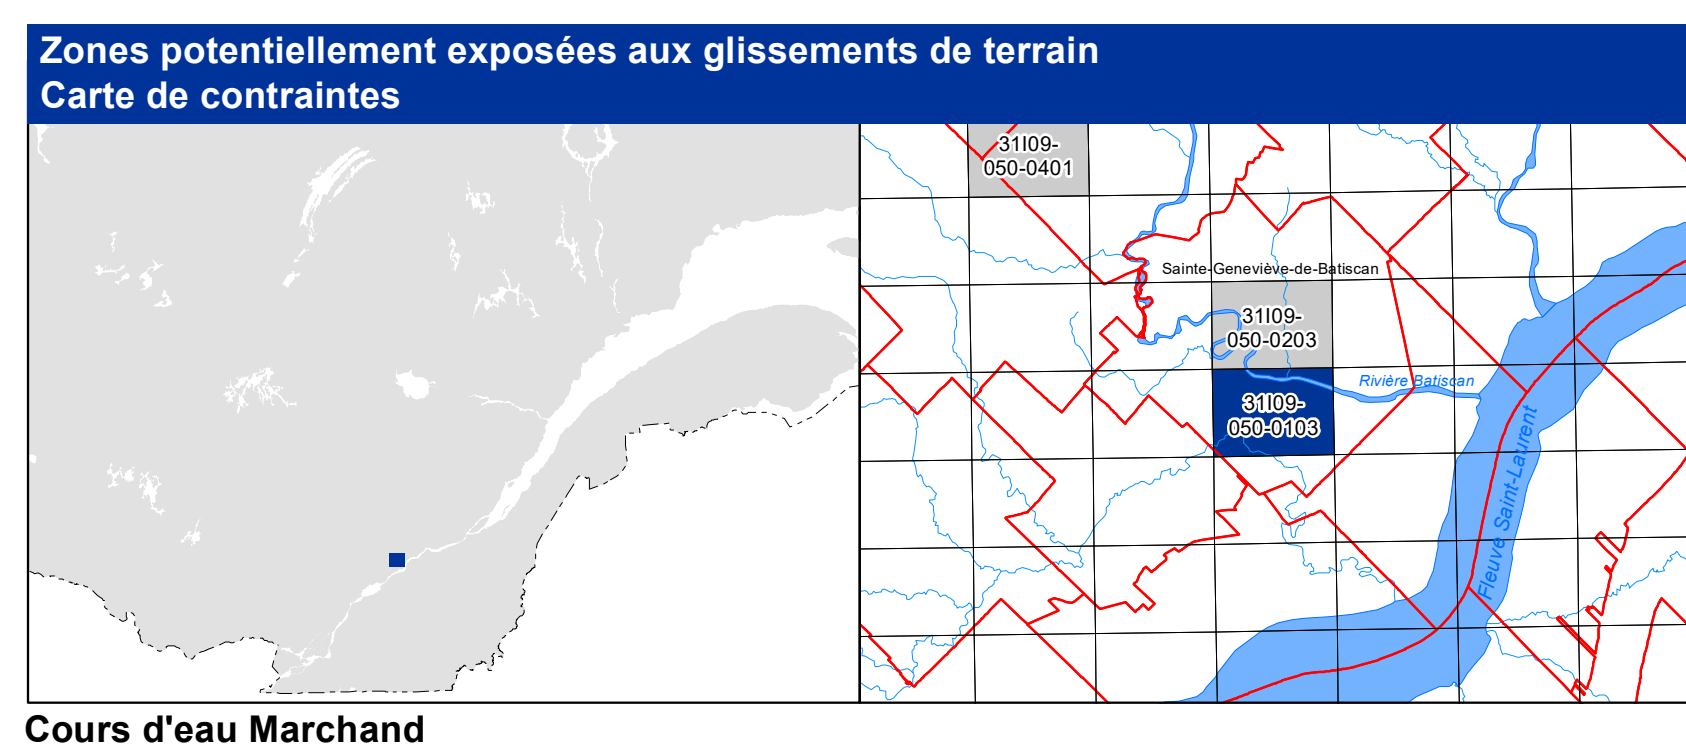 Zones potentiellement exposées aux glissements de terrain
Carte de contraintes
31I09-
050-0401
Sainte-Geneviève-de-Batiscan
31I09-
050-0203
Rivière Batiscan
31I09-
050-0103
Fleuve Saint-Laurent
Cours d'eau Marchand